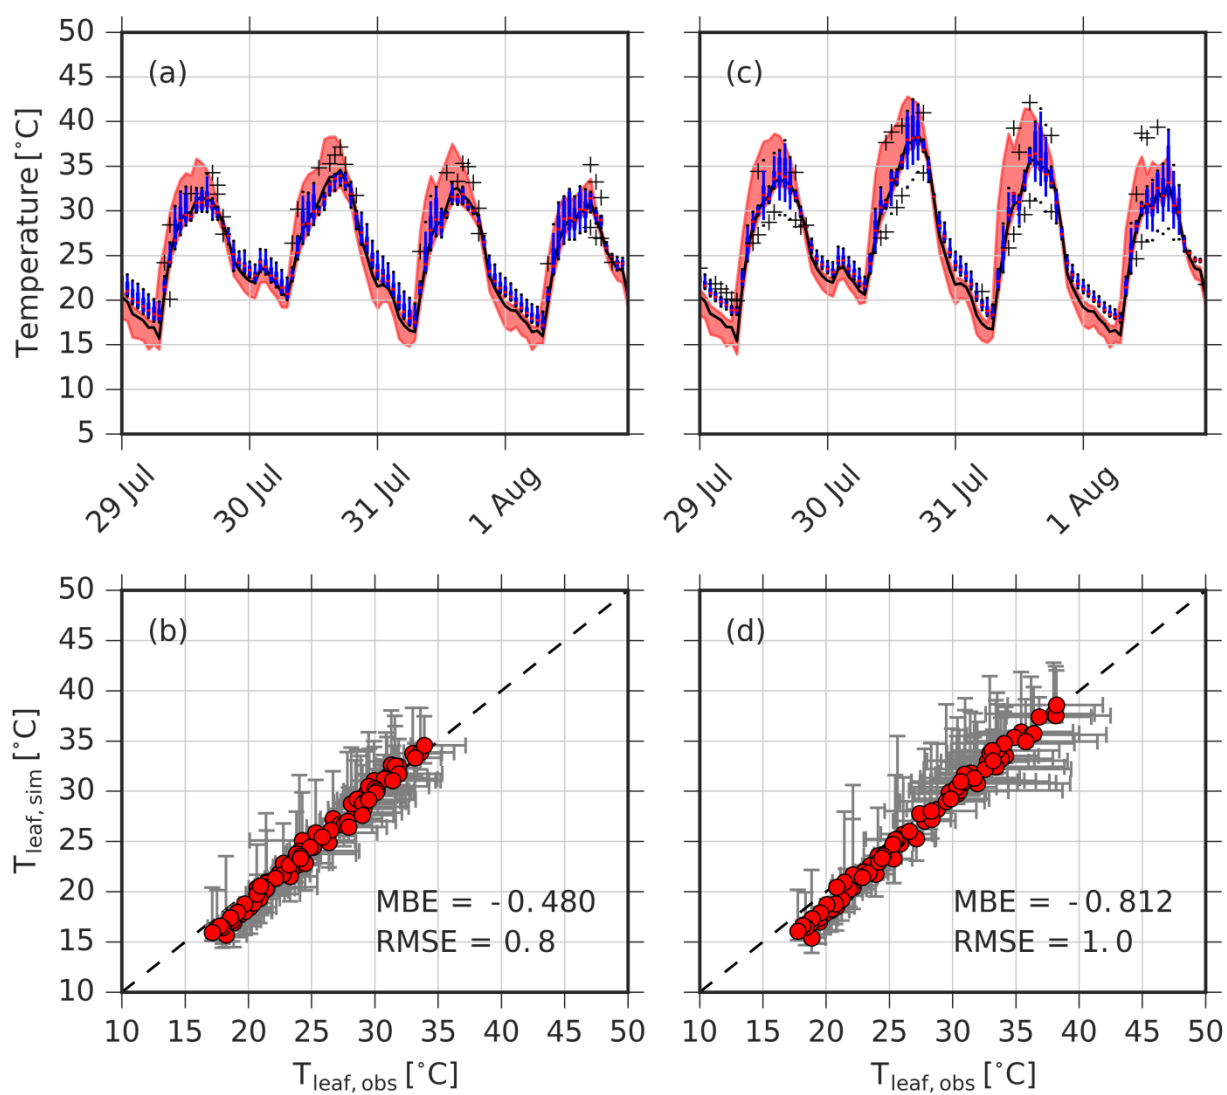 50
45
40
35
30
25
20
15
10
5
Temperature [°C]
(a)
29 Jul
30 Jul
31 Jul
1 Aug
(c)
29 Jul
30 Jul
31 Jul
1 Aug
50
45
40
35
30
25
20
15
10
T leaf, sim [°C]
(b)
MBE = -0.480
RMSE = 0.8
10 15 20 25 30 35 40 45 50
T leaf, obs [°C]
(d)
MBE = -0.812
RMSE = 1.0
10 15 20 25 30 35 40 45 50
T leaf, obs [°C]